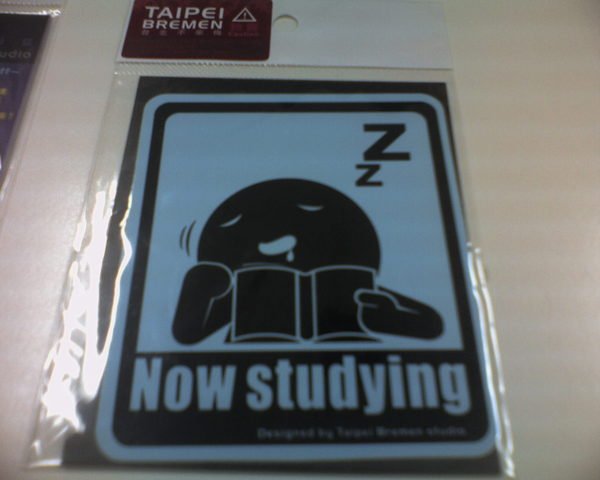 TAIPEI
BREMEN
Z
Z
Now studying
Designed by Taipei Bremen studio